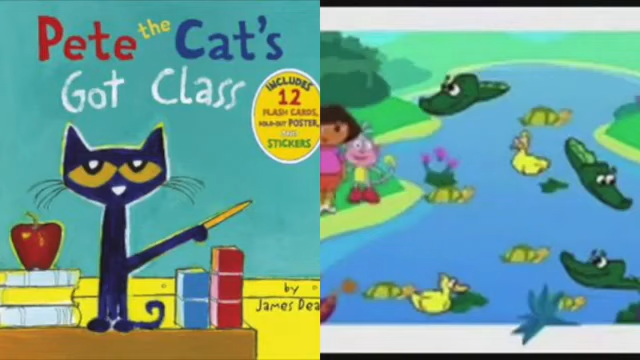 Pete the Cat's
Got Class
INCLUDES
12
FLASH CARDS,
FOLD-OUT POSTER,
AND
STICKERS
by
James Dea